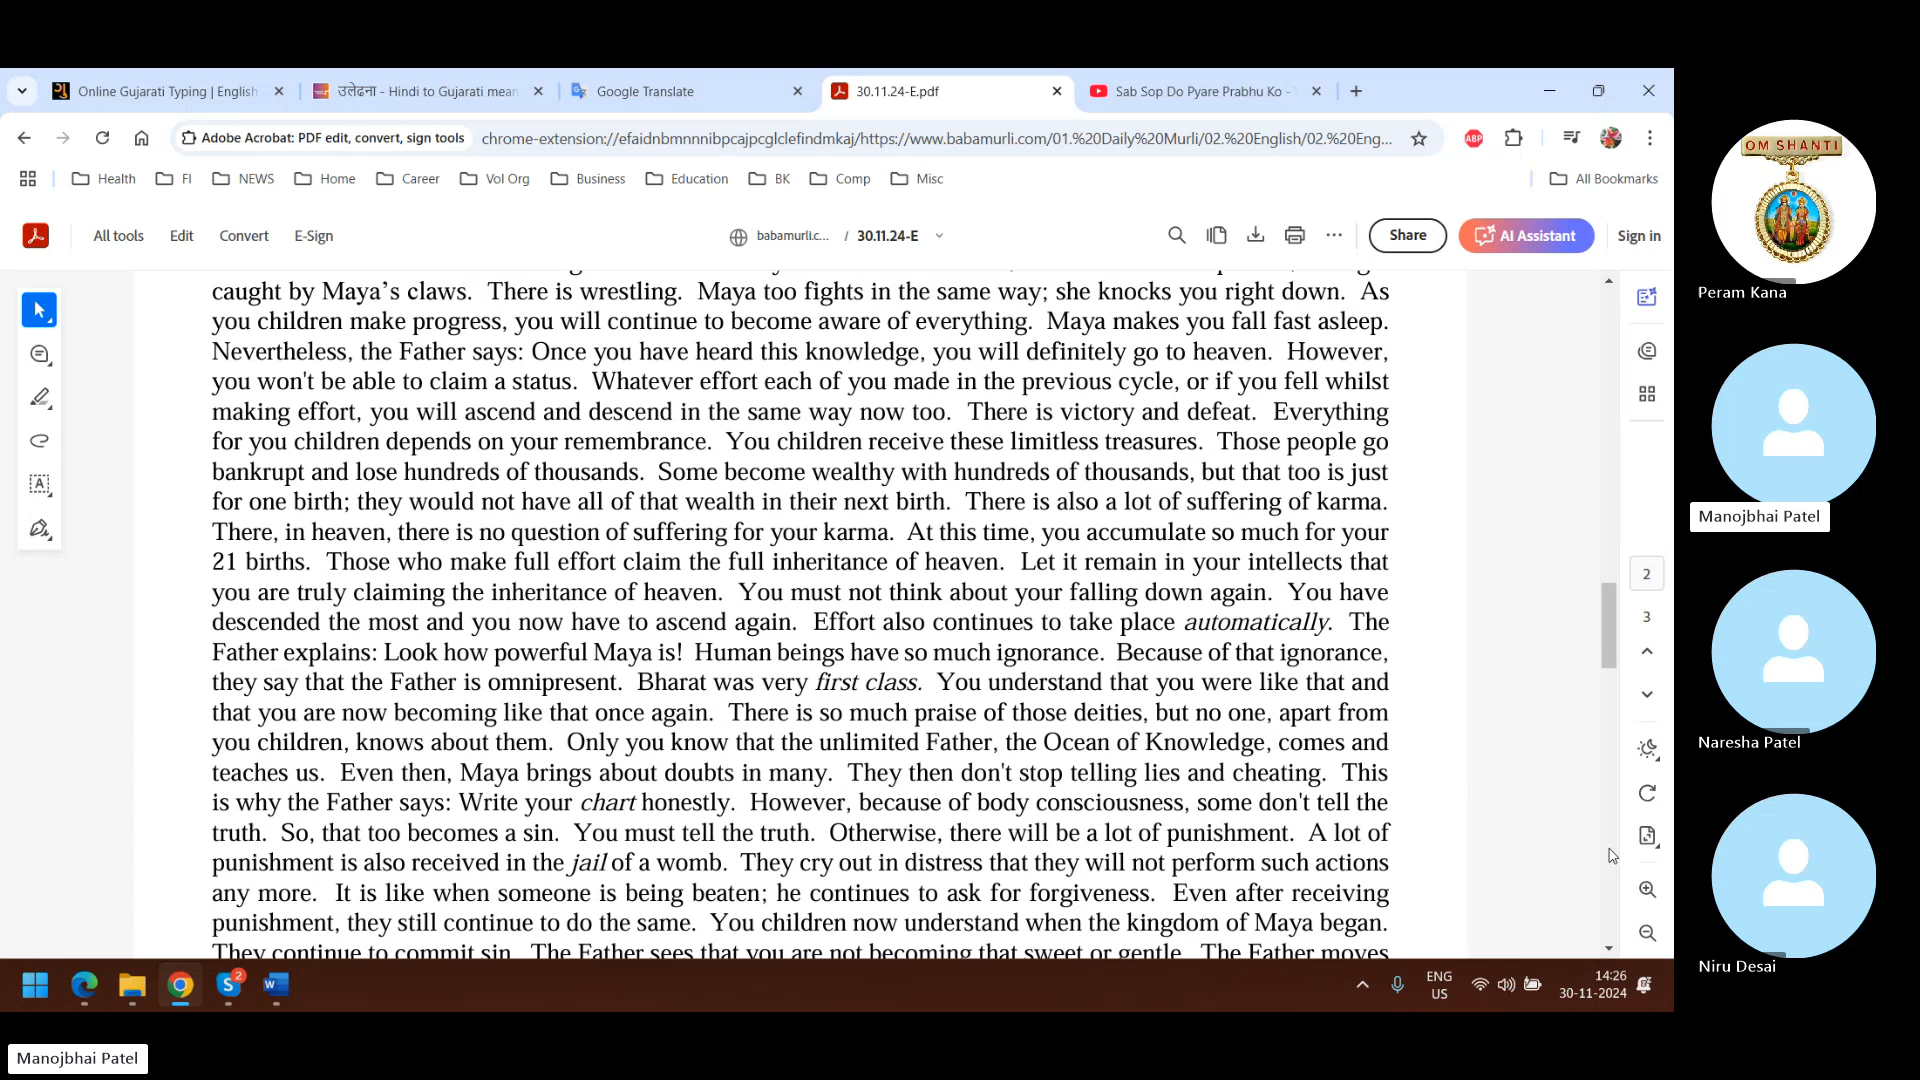 Online Gujarati Typing | English
उलेढना - Hindi to Gujarati mean
Google Translate
30.11.24-E.pdf
Sab Sop Do Pyare Prabhu Ko -
Adobe Acrobat: PDF edit, convert, sign tools
chrome-extension://efaidnbmnnnibpcajpcglclefindmkaj/https://www.babamurli.com/01.%20Daily%20Murli/02.%20English/02.%20Eng...
ABP
Health
FI
NEWS
Home
Career
Vol Org
Business
Education
BK
Comp
Misc
All Bookmarks
All tools
Edit
Convert
E-Sign
babamurli.c... / 30.11.24-E
Share
AI Assistant
Sign in
caught by Maya's claws. There is wrestling. Maya too fights in the same way; she knocks you right down. As
you children make progress, you will continue to become aware of everything. Maya makes you fall fast asleep.
Nevertheless, the Father says: Once you have heard this knowledge, you will definitely go to heaven. However,
you won't be able to claim a status. Whatever effort each of you made in the previous cycle, or if you fell whilst
making effort, you will ascend and descend in the same way now too. There is victory and defeat. Everything
for you children depends on your remembrance. You children receive these limitless treasures. Those people go
bankrupt and lose hundreds of thousands. Some become wealthy with hundreds of thousands, but that too is just
for one birth; they would not have all of that wealth in their next birth. There is also a lot of suffering of karma.
There, in heaven, there is no question of suffering for your karma. At this time, you accumulate so much for your
21 births. Those who make full effort claim the full inheritance of heaven. Let it remain in your intellects that
you are truly claiming the inheritance of heaven. You must not think about your falling down again. You have
descended the most and you now have to ascend again. Effort also continues to take place automatically. The
Father explains: Look how powerful Maya is! Human beings have so much ignorance. Because of that ignorance,
they say that the Father is omnipresent. Bharat was very first class. You understand that you were like that and
that you are now becoming like that once again. There is so much praise of those deities, but no one, apart from
you children, knows about them. Only you know that the unlimited Father, the Ocean of Knowledge, comes and
teaches us. Even then, Maya brings about doubts in many. They then don't stop telling lies and cheating. This
is why the Father says: Write your chart honestly. However, because of body consciousness, some don't tell the
truth. So, that too becomes a sin. You must tell the truth. Otherwise, there will be a lot of punishment. A lot of
punishment is also received in the jail of a womb. They cry out in distress that they will not perform such actions
any more. It is like when someone is being beaten; he continues to ask for forgiveness. Even after receiving
punishment, they still continue to do the same. You children now understand when the kingdom of Maya began.
They continue to commit sin. The Father sees that you are not becoming that sweet or gentle. The Father moves
2
3
2
ENG
US
14:26
30-11-2024
OM SHANTI
Peram Kana
Manojbhai Patel
Naresha Patel
Niru Desai
Manojbhai Patel